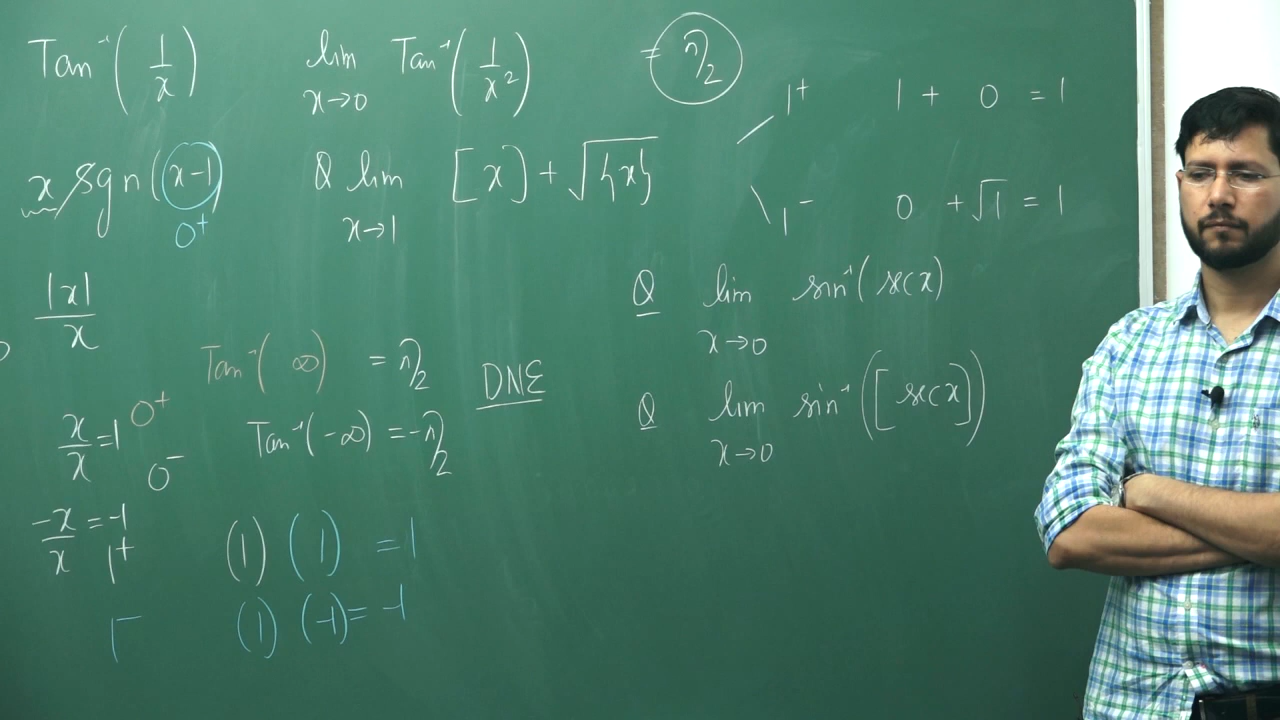 Tan⁻¹(1/x)
lim x→0 Tan⁻¹(1/x²) = π/2
x sgn(x-1)
0⁺
Q lim x→1 [x] + √{x}
1⁺ 1 + 0 = 1
1⁻ 0 + √1 = 1
|x|/x
Tan⁻¹(∞) = π/2
DNE
x/x = 1 0⁺
0⁻ Tan⁻¹(-∞) = -π/2
-x/x = -1
1⁺ (1) (1) = 1
1⁻ (1) (-1) = -1
Q lim x→0 sin⁻¹(sec x)
Q lim x→0 sin⁻¹([sec x])